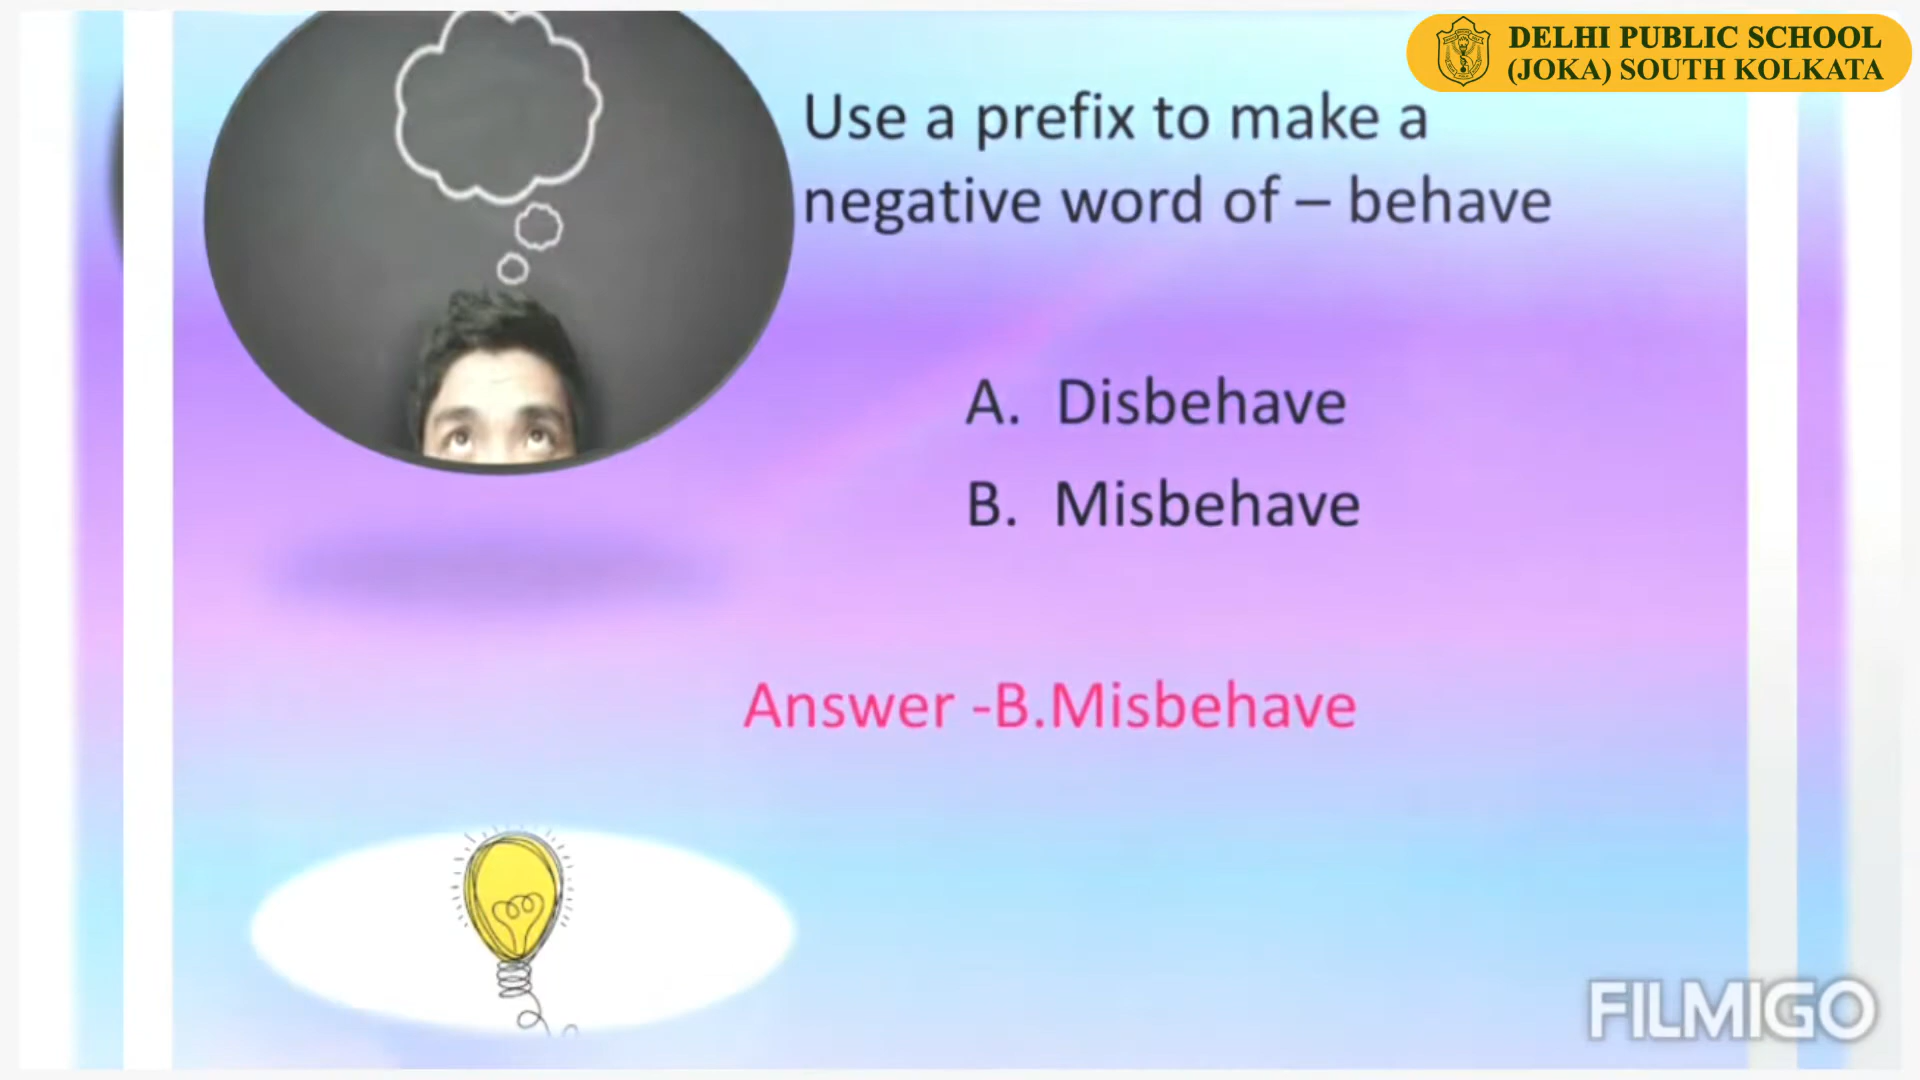 DELHI PUBLIC SCHOOL
(JOKA) SOUTH KOLKATA
Use a prefix to make a
negative word of – behave
A. Disbehave
B. Misbehave
Answer -B.Misbehave
FILMIGO